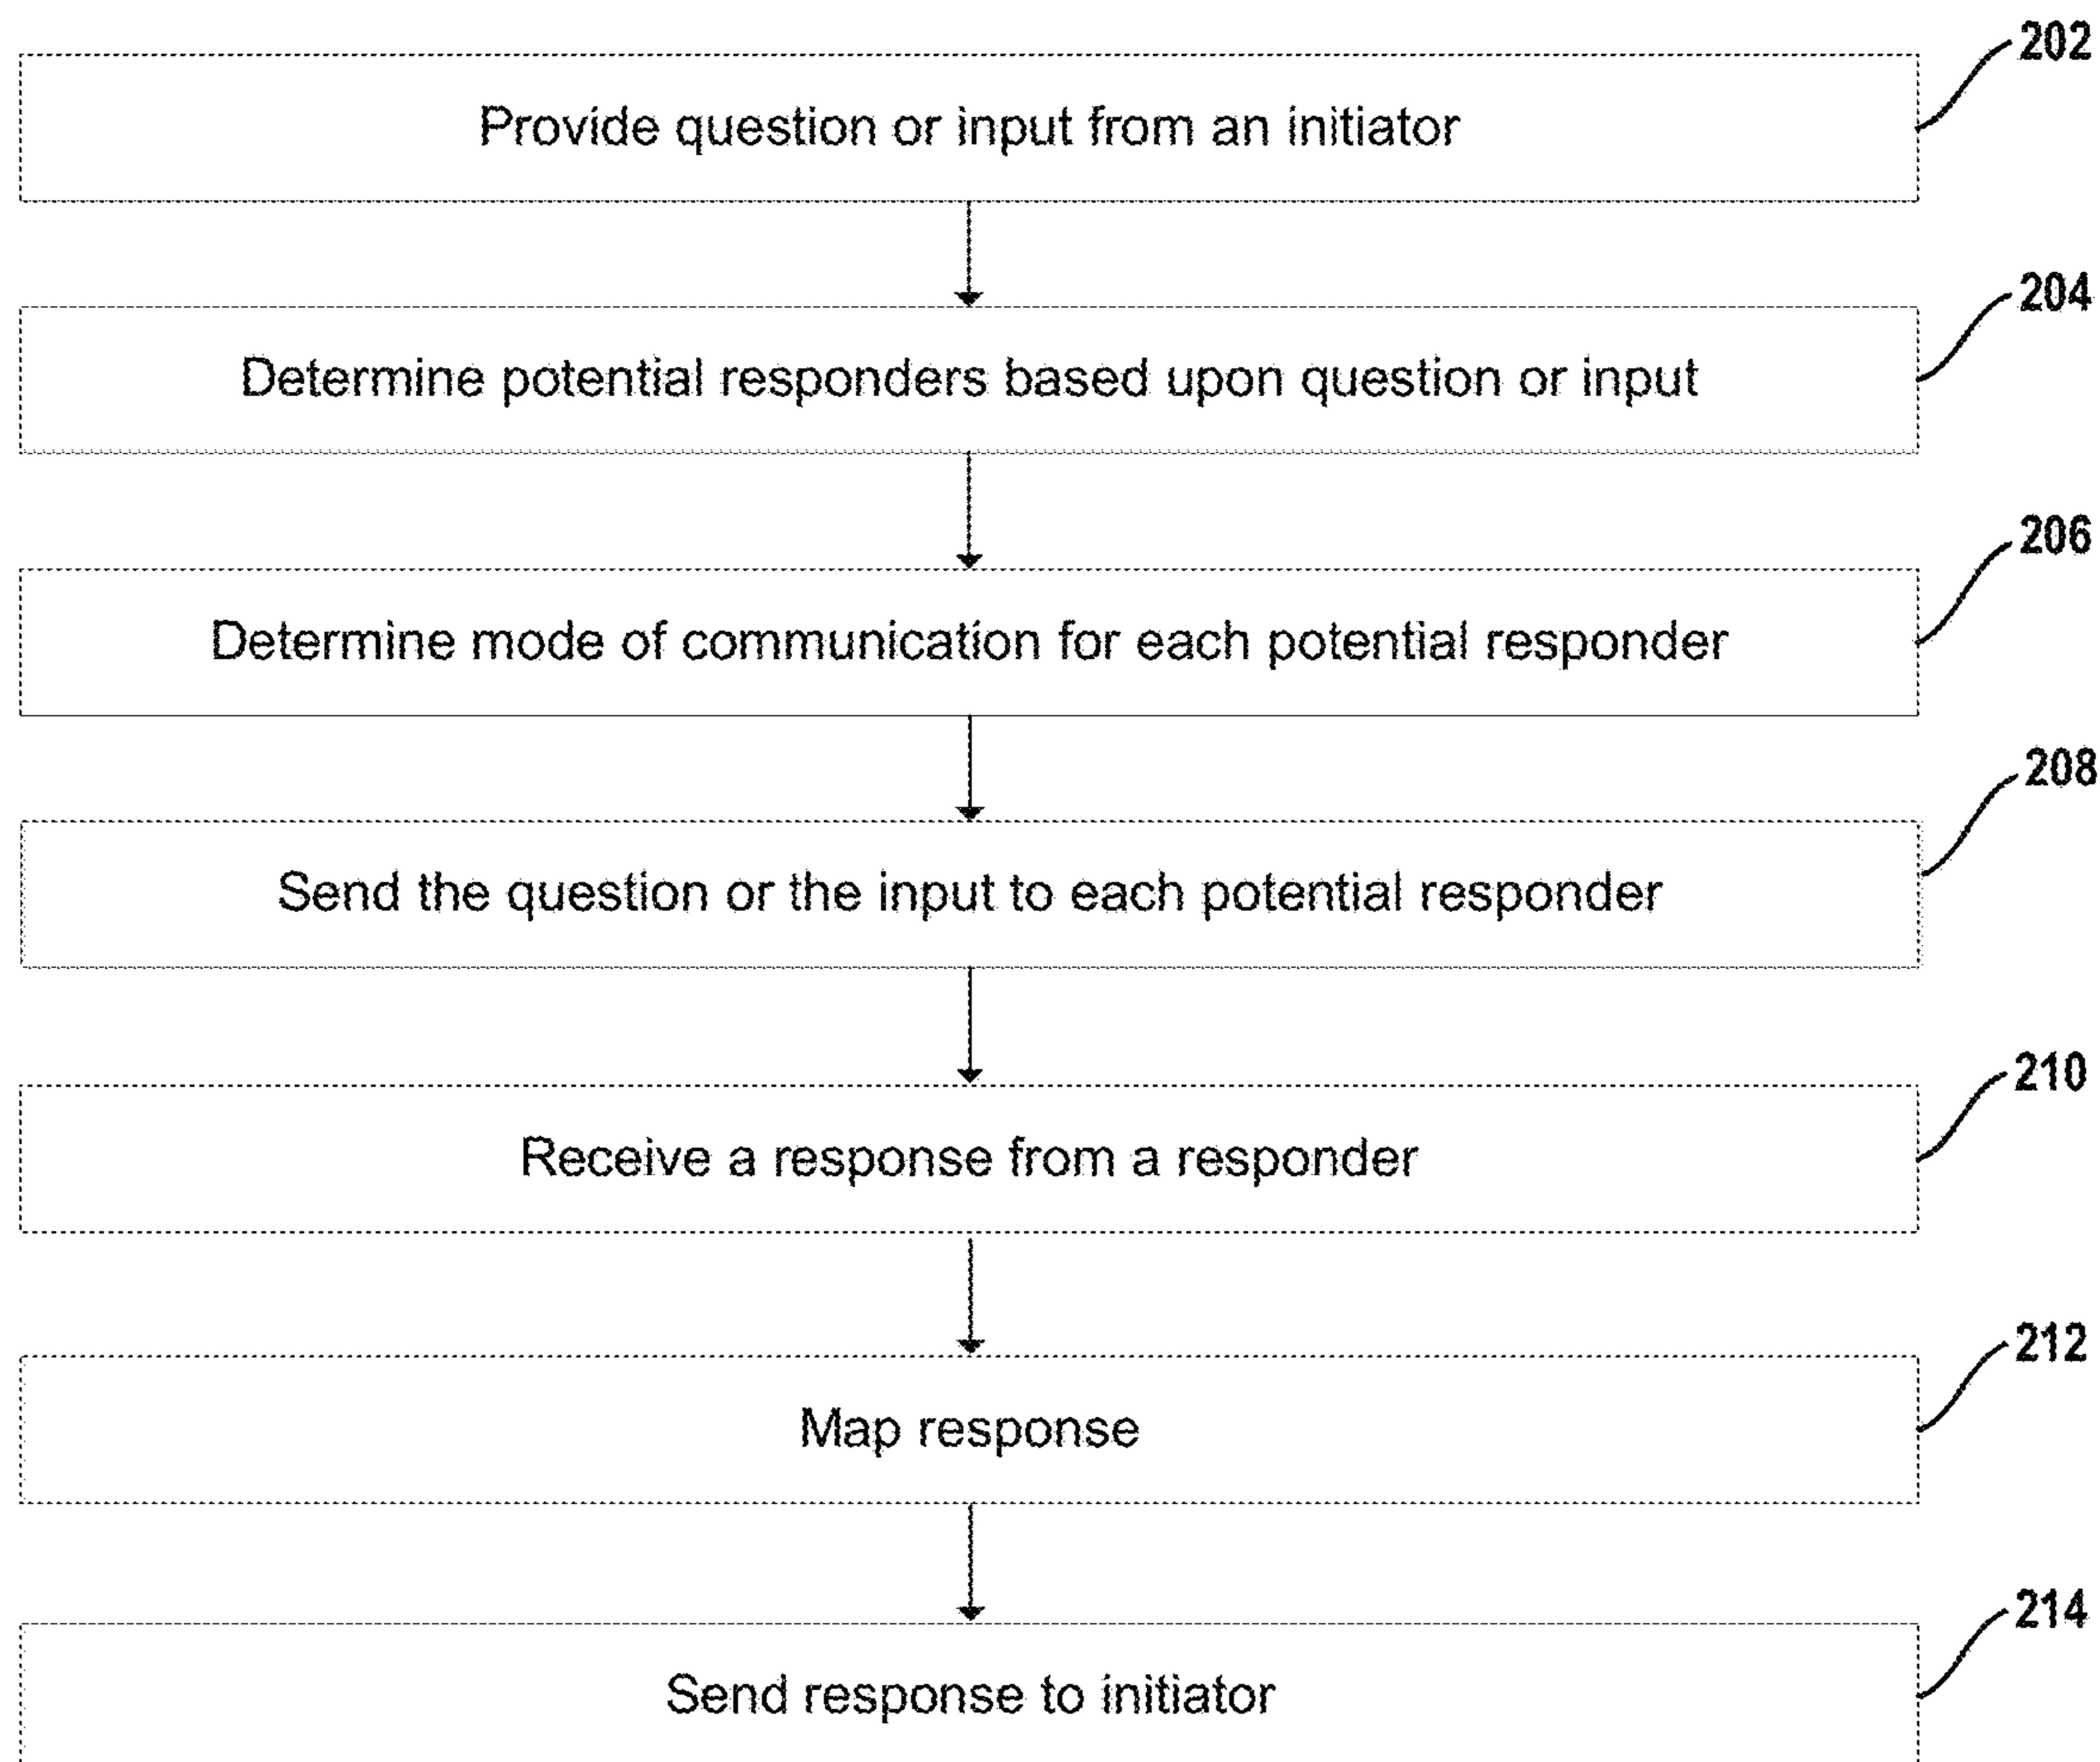 202
Provide question or input from an initiator
204
Determine potential responders based upon question or input
206
Determine mode of communication for each potential responder
208
Send the question or the input to each potential responder
210
Receive a response from a responder
212
Map response
214
Send response to initiator